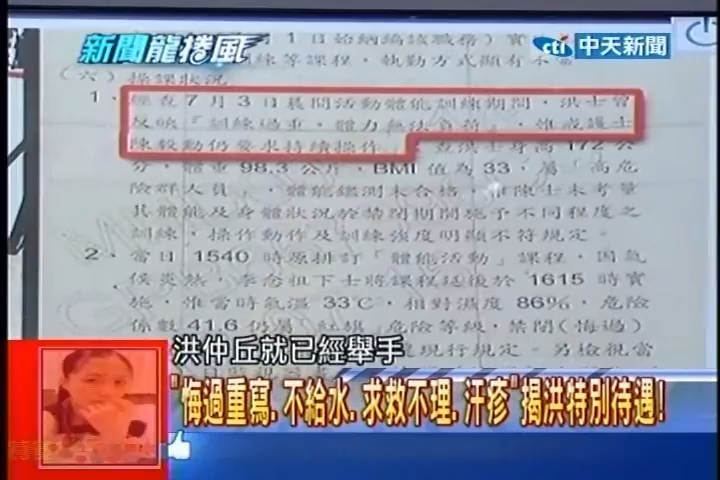 新聞龍捲風
cti 中天新聞
月1日始納編該職務）實
練等課程，執勤方式顯有不當
（六）操課狀況
1、經查7月3日晨間活動體能訓練期間，洪士曾
反映「訓練過重，體力無法負荷」，惟戒護士
陳毅勳仍要求持續操作。查洪士身高172公
分，體重98.3公斤，BMI值為33，屬「高危
險群人員」，體能鑑測未合格，惟陳士未考量
其體能及身體狀況於禁閉期間施予不同程度之
訓練，操作動作及訓練強度明顯不符規定。
2、當日1540時原排訂「體能活動」課程，因氣
候炎熱，李念祖下士將課程延後於1615時實
施，惟當時氣溫33℃，相對濕度86%，危險
係數41.6仍屬「紅旗」危險等級，禁閉（悔過）
現行規定。另檢視當
洪仲丘就已經舉手
"悔過重寫.不給水.求救不理.汗疹"揭洪特別待遇!